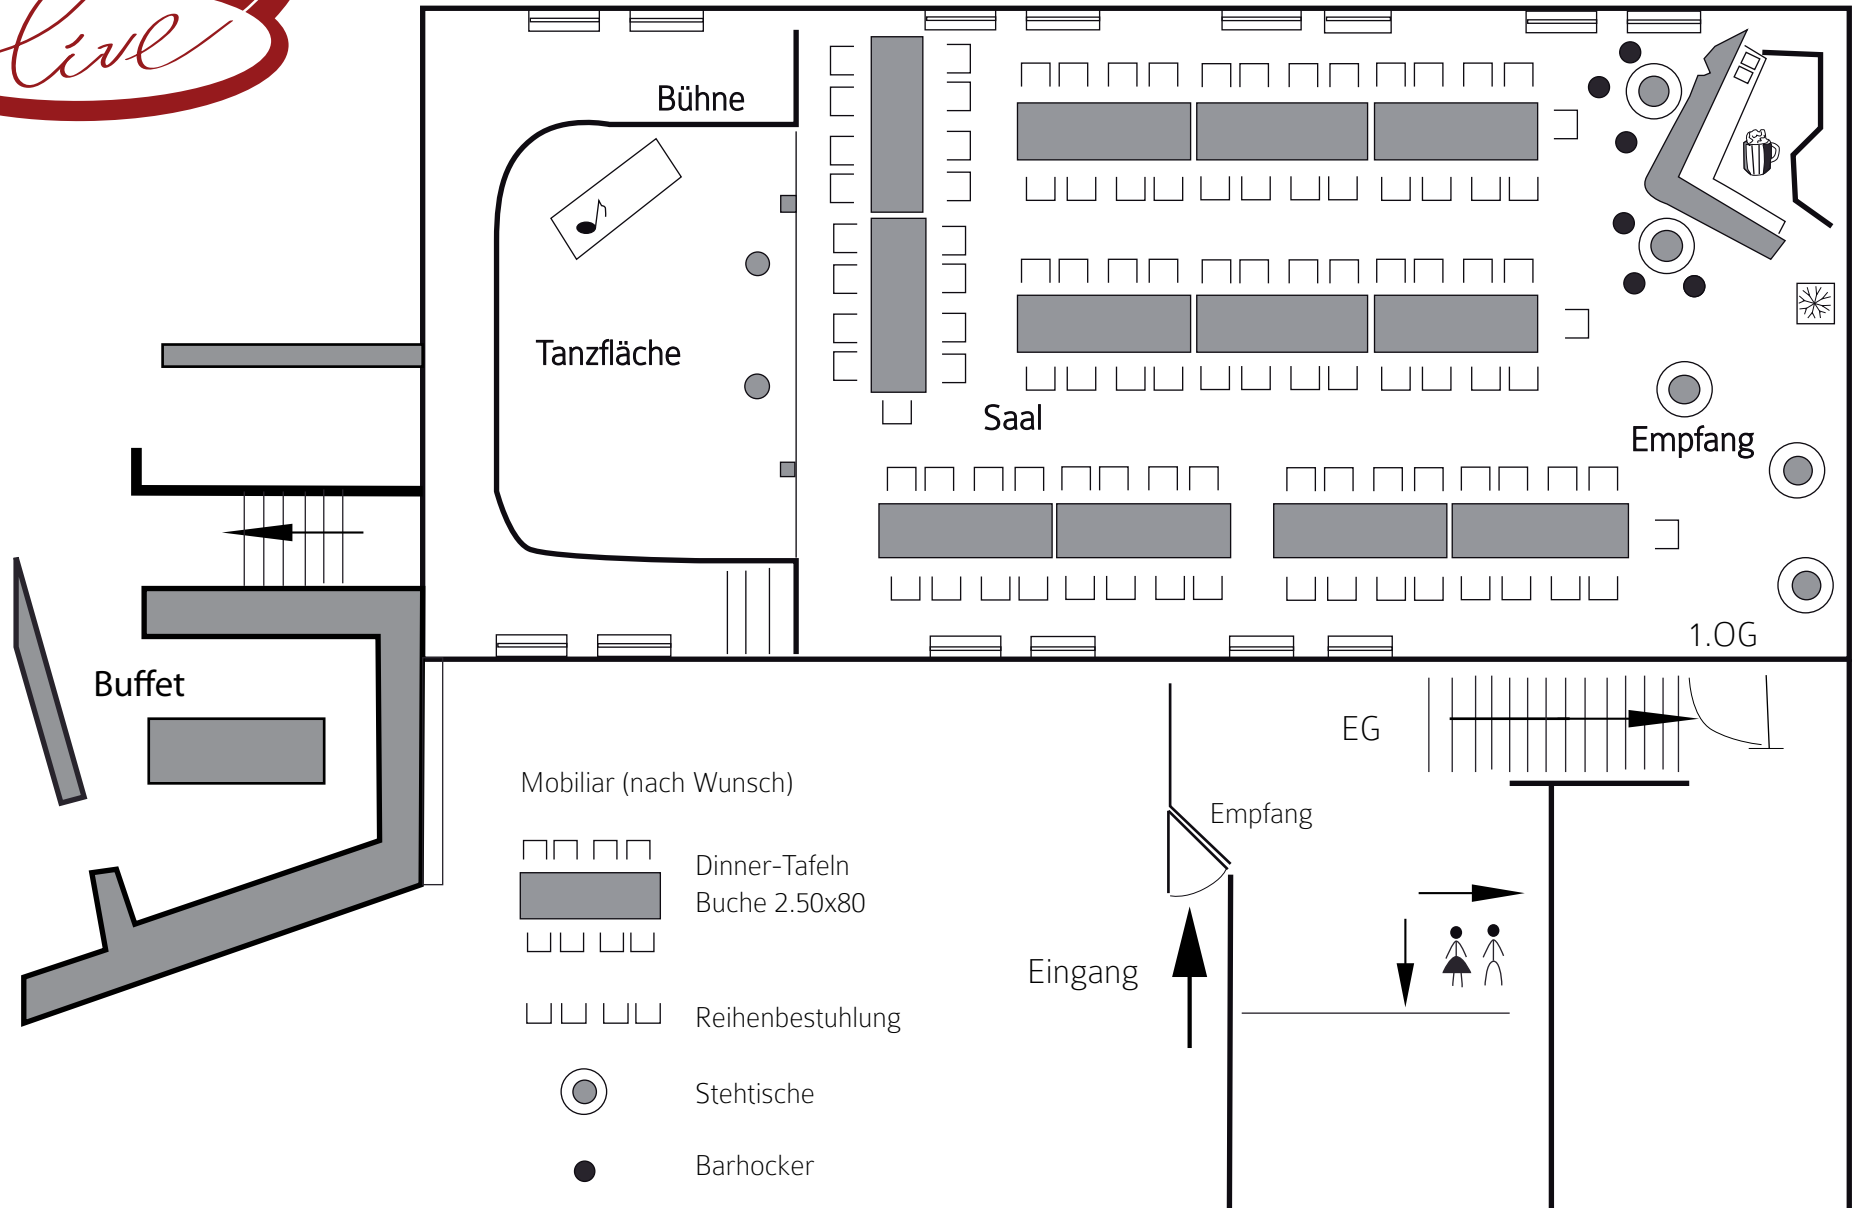 live
Bühne
Tanzfläche
Saal
Empfang
1.OG
Buffet
EG
Mobiliar (nach Wunsch)
Empfang
Dinner-Tafeln
Buche 2.50x80
Eingang
Reihenbestuhlung
Stehtische
Barhocker